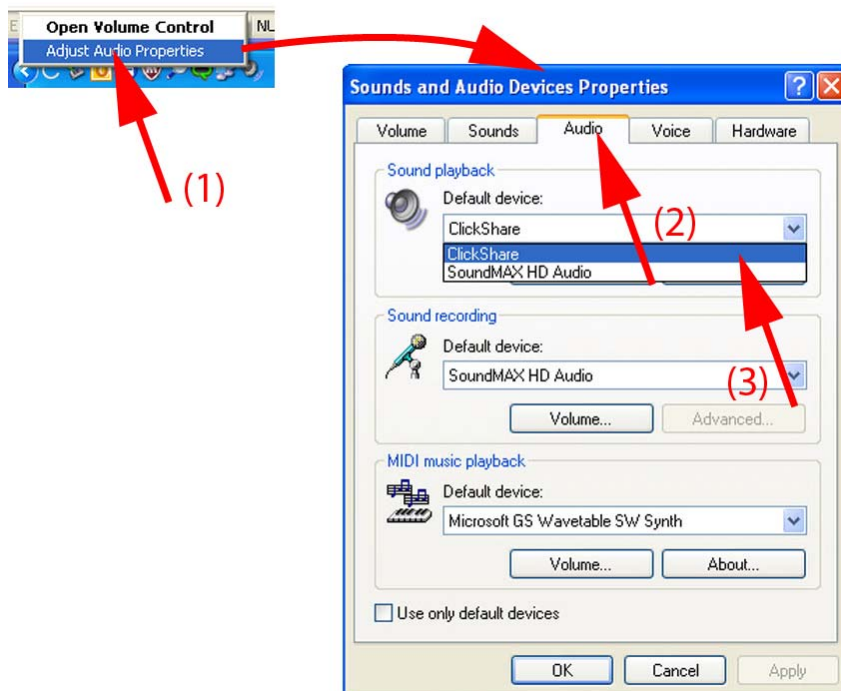 E
Open Volume Control
NL
Adjust Audio Properties
(1)
Sounds and Audio Devices Properties
?
Volume Sounds Audio Voice Hardware
Sound playback
Default device:
ClickShare
(2)
ClickShare
SoundMAX HD Audio
Sound recording
Default device:
SoundMAX HD Audio
(3)
Volume... Advanced...
MIDI music playback
Default device:
Microsoft GS Wavetable SW Synth
Volume... About...
Use only default devices
OK Cancel Apply